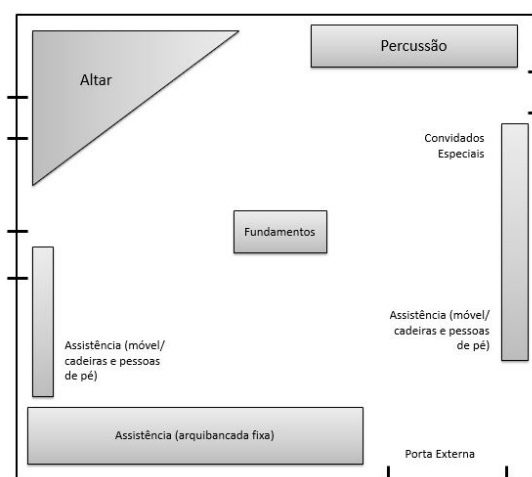 Percussão
Altar
Convidados
Especiais
Fundamentos
Assistência (móvel/
cadeiras e pessoas
de pé)
Assistência (móvel/
cadeiras e pessoas
de pé)
Assistência (arquibancada fixa)
Porta Externa